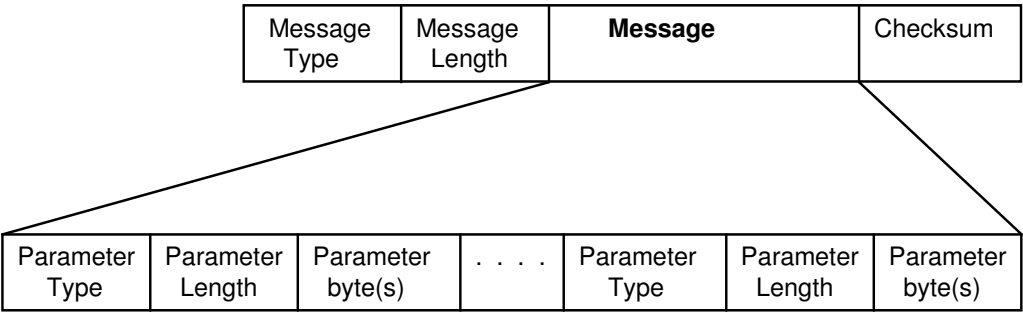 Message Message Message Checksum
Type Length
Parameter Parameter Parameter . . . . Parameter Parameter Parameter
Type Length byte(s) Type Length byte(s)